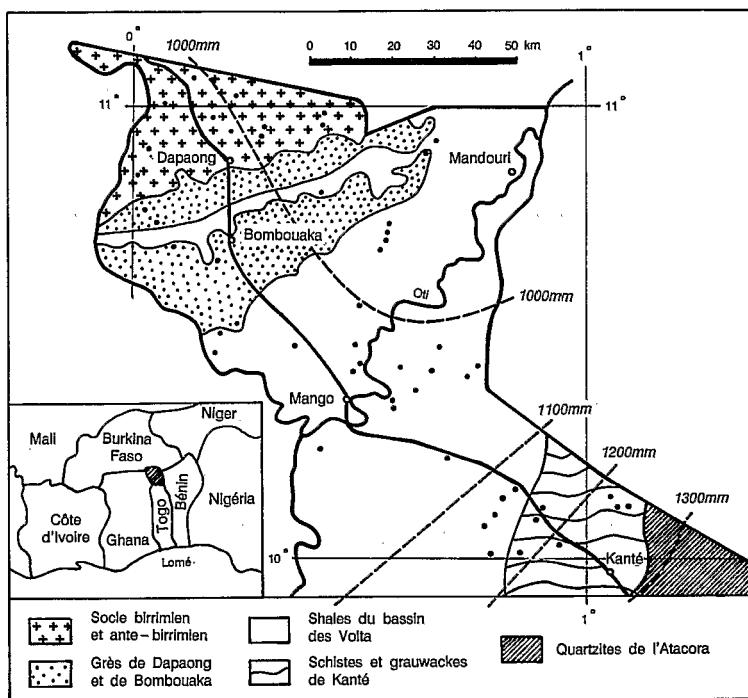 0°
1000mm
0 10 20 30 40 50 km
1°
11°
11°
Dapaong
Mandouri
Bombouaka
Oti
1000mm
Mango
1100mm
1200mm
1300mm
10°
Kanté
1°
Niger
Mali
Burkina
Faso
Bénin
Nigéria
Côte
d'Ivoire
Ghana
Togo
Lomé
Socle birrimien
et ante-birrimien
Shales du bassin
des Volta
Quartzites de l'Atacora
Grès de Dapaong
et de Bombouaka
Schistes et grauwackes
de Kanté